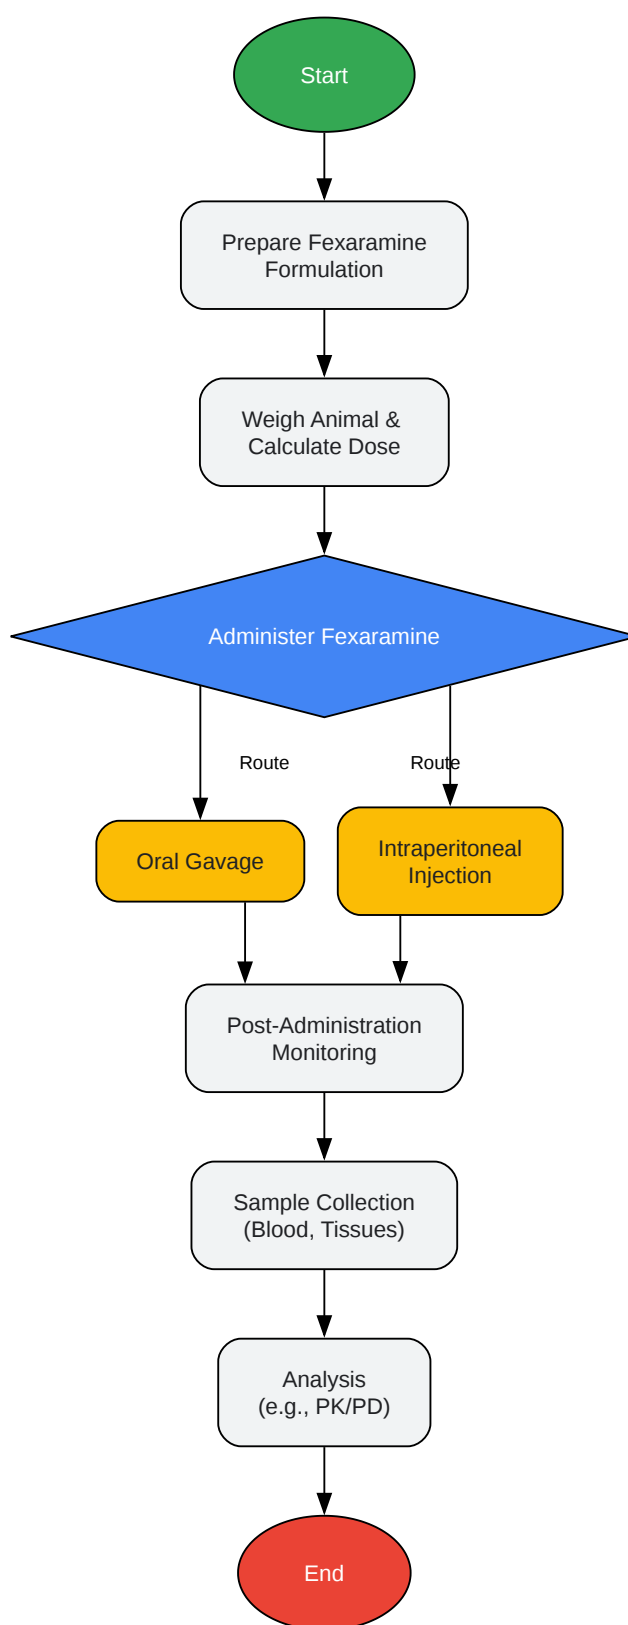 Start
Prepare Fexaramine
Formulation
Weigh Animal &
Calculate Dose
Administer Fexaramine
Route
Route
Oral Gavage
Intraperitoneal
Injection
Post-Administration
Monitoring
Sample Collection
(Blood, Tissues)
Analysis
(e.g., PK/PD)
End